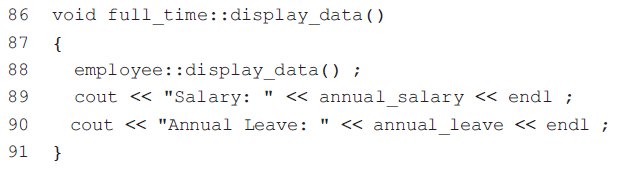 86 void full_time::display_data()
87 {
88 employee::display_data() ;
89 cout << "Salary: " << annual_salary << endl ;
90 cout << "Annual Leave: " << annual_leave << endl ;
91 }